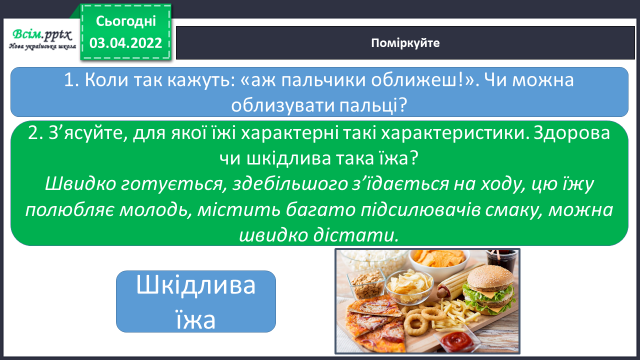 Всім.pptx
Нова українська школа
Сьогодні
03.04.2022
Поміркуйте
1. Коли так кажуть: «аж пальчики оближеш!». Чи можна
облизувати пальці?
2. З’ясуйте, для якої їжі характерні такі характеристики. Здорова
чи шкідлива така їжа?
Швидко готується, здебільшого з’їдається на ходу, цю їжу
полюбляє молодь, містить багато підсилювачів смаку, можна
швидко дістати.
Шкідлива
їжа